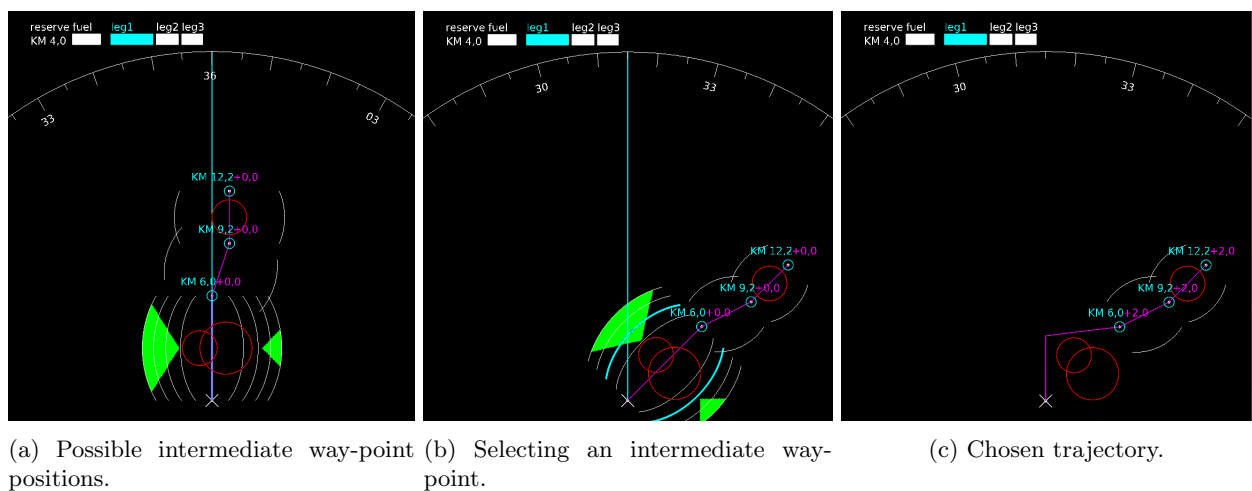 reserve fuel leg1 leg2 leg3
KM 4,0
36
33
03
KM 12,2+0,0
KM 9,2+0,0
KM 6,0+0,0
(a) Possible intermediate way-point
positions.
reserve fuel leg1 leg2 leg3
KM 4,0
30
33
KM 12,2+0,0
KM 9,2+0,0
KM 6,0+0,0
(b) Selecting an intermediate way-
point.
reserve fuel leg1 leg2 leg3
KM 4,0
30
33
KM 12,2+2,0
KM 9,2+2,0
KM 6,0+2,0
(c) Chosen trajectory.